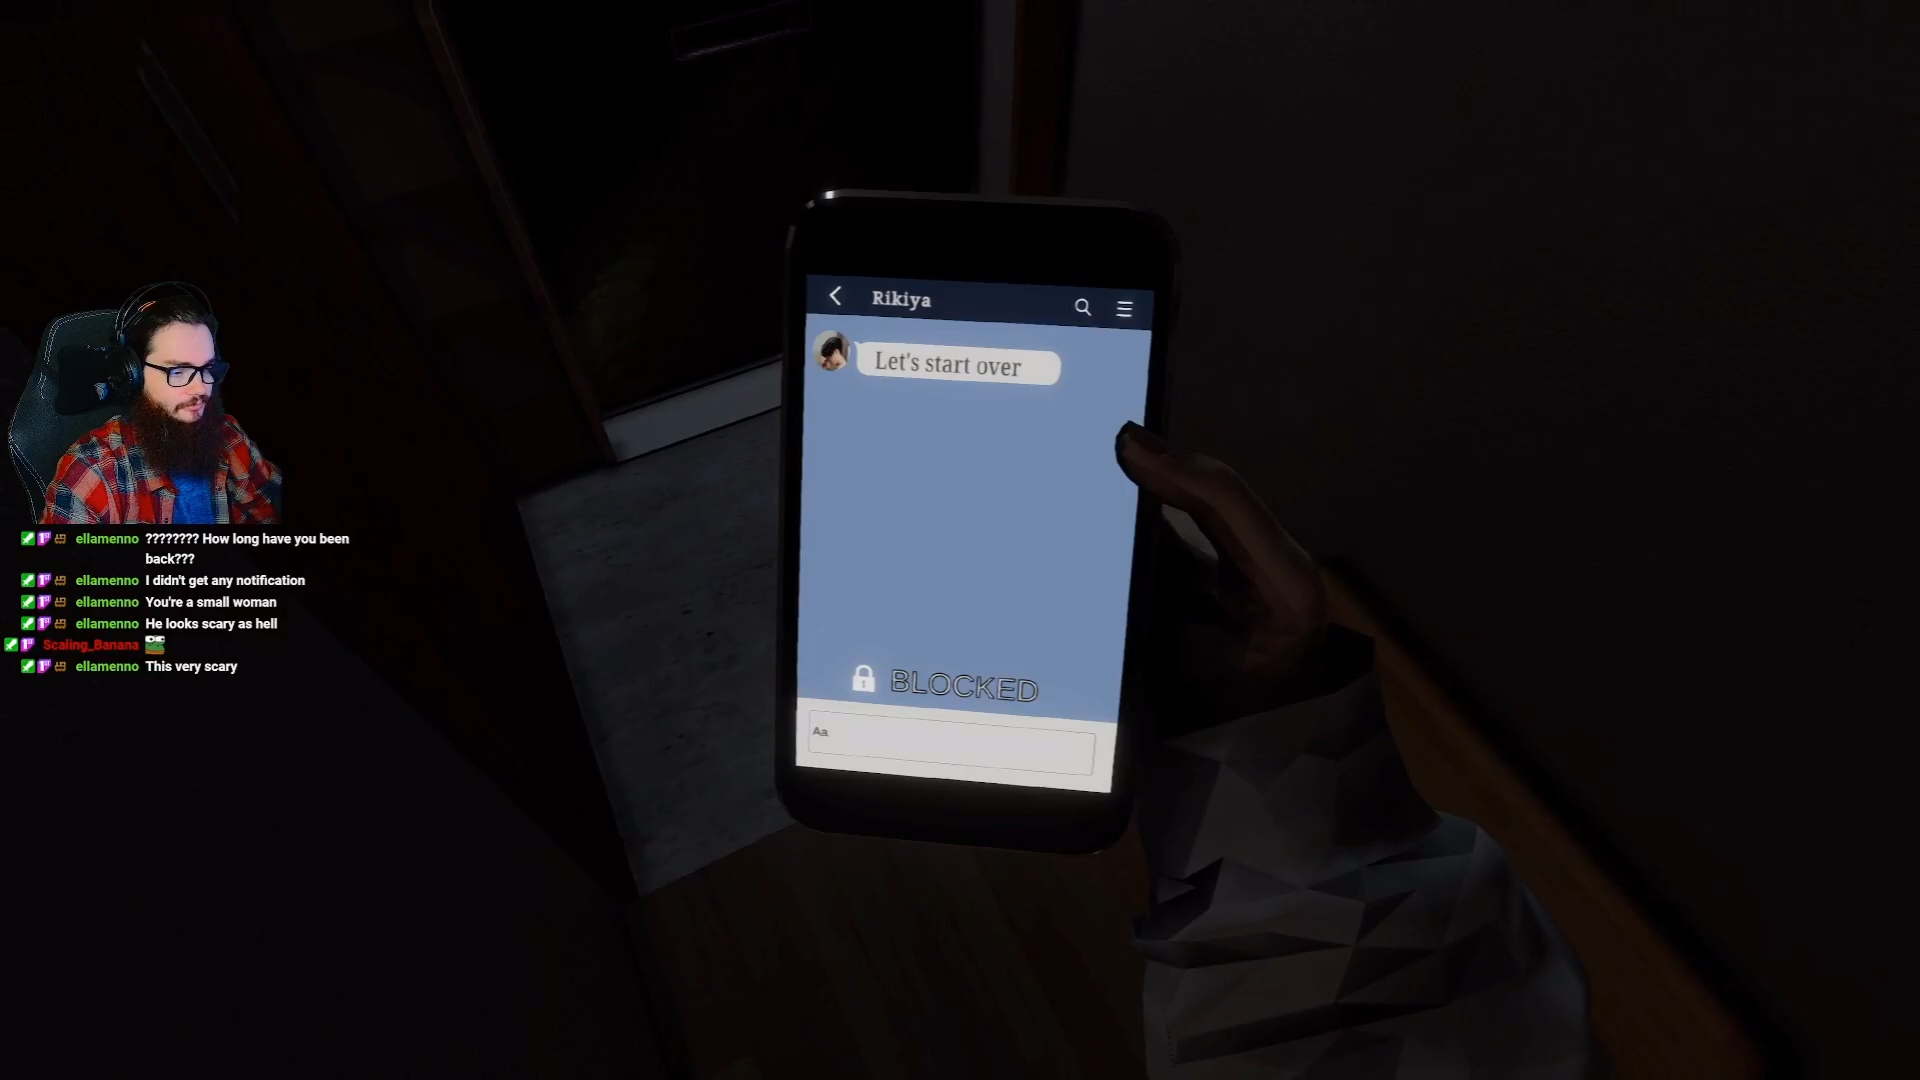 Rikiya
Let's start over
BLOCKED
Aa
ellamenno ???????? How long have you been
back???
ellamenno I didn't get any notification
ellamenno You're a small woman
ellamenno He looks scary as hell
Scaling_Banana
ellamenno This very scary